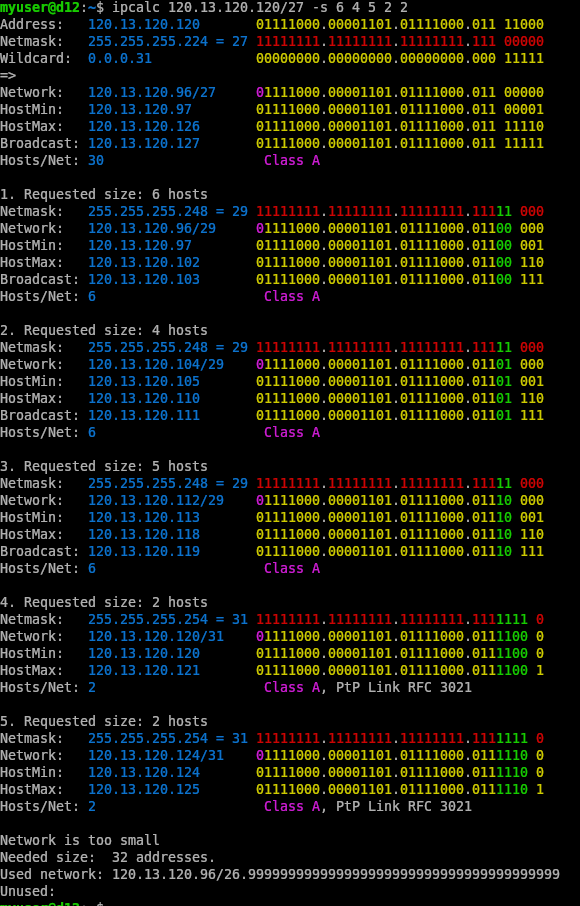 myuser@d12:~$ ipcalc 120.13.120.120/27 -s 6 4 5 2 2
Address:   120.13.120.120       01111000.00001101.01111000.011 11000
Netmask:   255.255.255.224 = 27 11111111.11111111.11111111.111 00000
Wildcard:  0.0.0.31             00000000.00000000.00000000.000 11111
=>
Network:   120.13.120.96/27     01111000.00001101.01111000.011 00000
HostMin:   120.13.120.97        01111000.00001101.01111000.011 00001
HostMax:   120.13.120.126       01111000.00001101.01111000.011 11110
Broadcast: 120.13.120.127       01111000.00001101.01111000.011 11111
Hosts/Net: 30                    Class A
1. Requested size: 6 hosts
Netmask:   255.255.255.248 = 29 11111111.11111111.11111111.11111 000
Network:   120.13.120.96/29     01111000.00001101.01111000.01100 000
HostMin:   120.13.120.97        01111000.00001101.01111000.01100 001
HostMax:   120.13.120.102       01111000.00001101.01111000.01100 110
Broadcast: 120.13.120.103       01111000.00001101.01111000.01100 111
Hosts/Net: 6                     Class A
2. Requested size: 4 hosts
Netmask:   255.255.255.248 = 29 11111111.11111111.11111111.11111 000
Network:   120.13.120.104/29    01111000.00001101.01111000.01101 000
HostMin:   120.13.120.105       01111000.00001101.01111000.01101 001
HostMax:   120.13.120.110       01111000.00001101.01111000.01101 110
Broadcast: 120.13.120.111       01111000.00001101.01111000.01101 111
Hosts/Net: 6                     Class A
3. Requested size: 5 hosts
Netmask:   255.255.255.248 = 29 11111111.11111111.11111111.11111 000
Network:   120.13.120.112/29    01111000.00001101.01111000.01110 000
HostMin:   120.13.120.113       01111000.00001101.01111000.01110 001
HostMax:   120.13.120.118       01111000.00001101.01111000.01110 110
Broadcast: 120.13.120.119       01111000.00001101.01111000.01110 111
Hosts/Net: 6                     Class A
4. Requested size: 2 hosts
Netmask:   255.255.255.254 = 31 11111111.11111111.11111111.1111111 0
Network:   120.13.120.120/31    01111000.00001101.01111000.0111100 0
HostMin:   120.13.120.120       01111000.00001101.01111000.0111100 0
HostMax:   120.13.120.121       01111000.00001101.01111000.0111100 1
Hosts/Net: 2                     Class A, PtP Link RFC 3021
5. Requested size: 2 hosts
Netmask:   255.255.255.254 = 31 11111111.11111111.11111111.1111111 0
Network:   120.13.120.124/31    01111000.00001101.01111000.0111110 0
HostMin:   120.13.120.124       01111000.00001101.01111000.0111110 0
HostMax:   120.13.120.125       01111000.00001101.01111000.0111110 1
Hosts/Net: 2                     Class A, PtP Link RFC 3021
Network is too small
Needed size:  32 addresses.
Used network: 120.13.120.96/26.999999999999999999999999999999999999999
Unused:
myuser@d12:~$